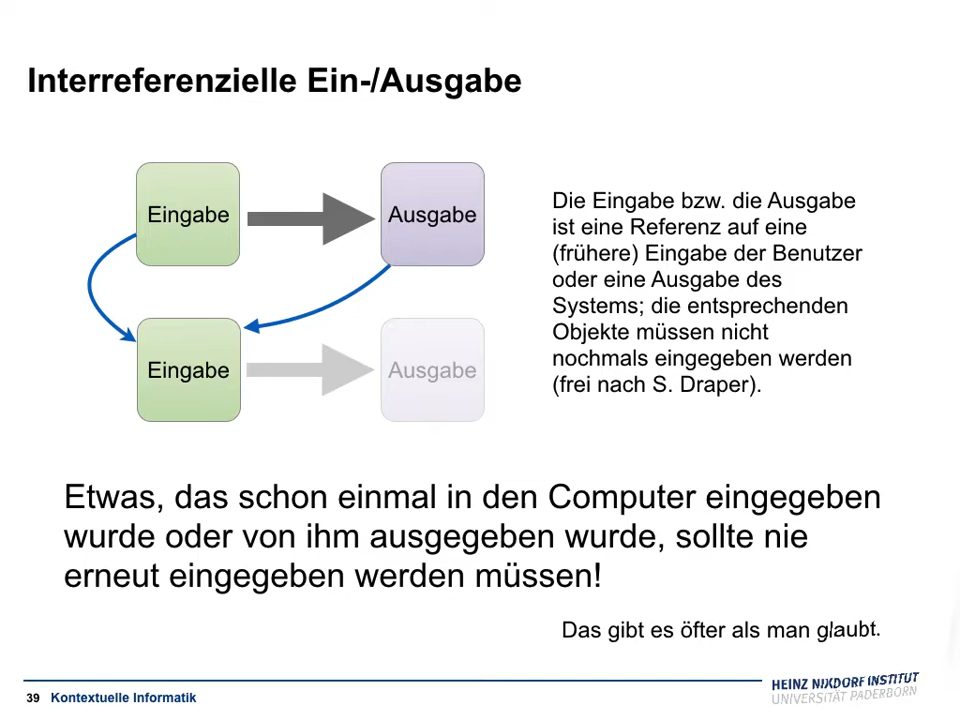 Interreferenzielle Ein-/Ausgabe
Eingabe
Ausgabe
Eingabe
Ausgabe
Die Eingabe bzw. die Ausgabe
ist eine Referenz auf eine
(frühere) Eingabe der Benutzer
oder eine Ausgabe des
Systems; die entsprechenden
Objekte müssen nicht
nochmals eingegeben werden
(frei nach S. Draper).
Etwas, das schon einmal in den Computer eingegeben
wurde oder von ihm ausgegeben wurde, sollte nie
erneut eingegeben werden müssen!
Das gibt es öfter als man glaubt.
39 Kontextuelle Informatik
HEINZ NIXDORF INSTITUT
UNIVERSITÄT PADERBORN